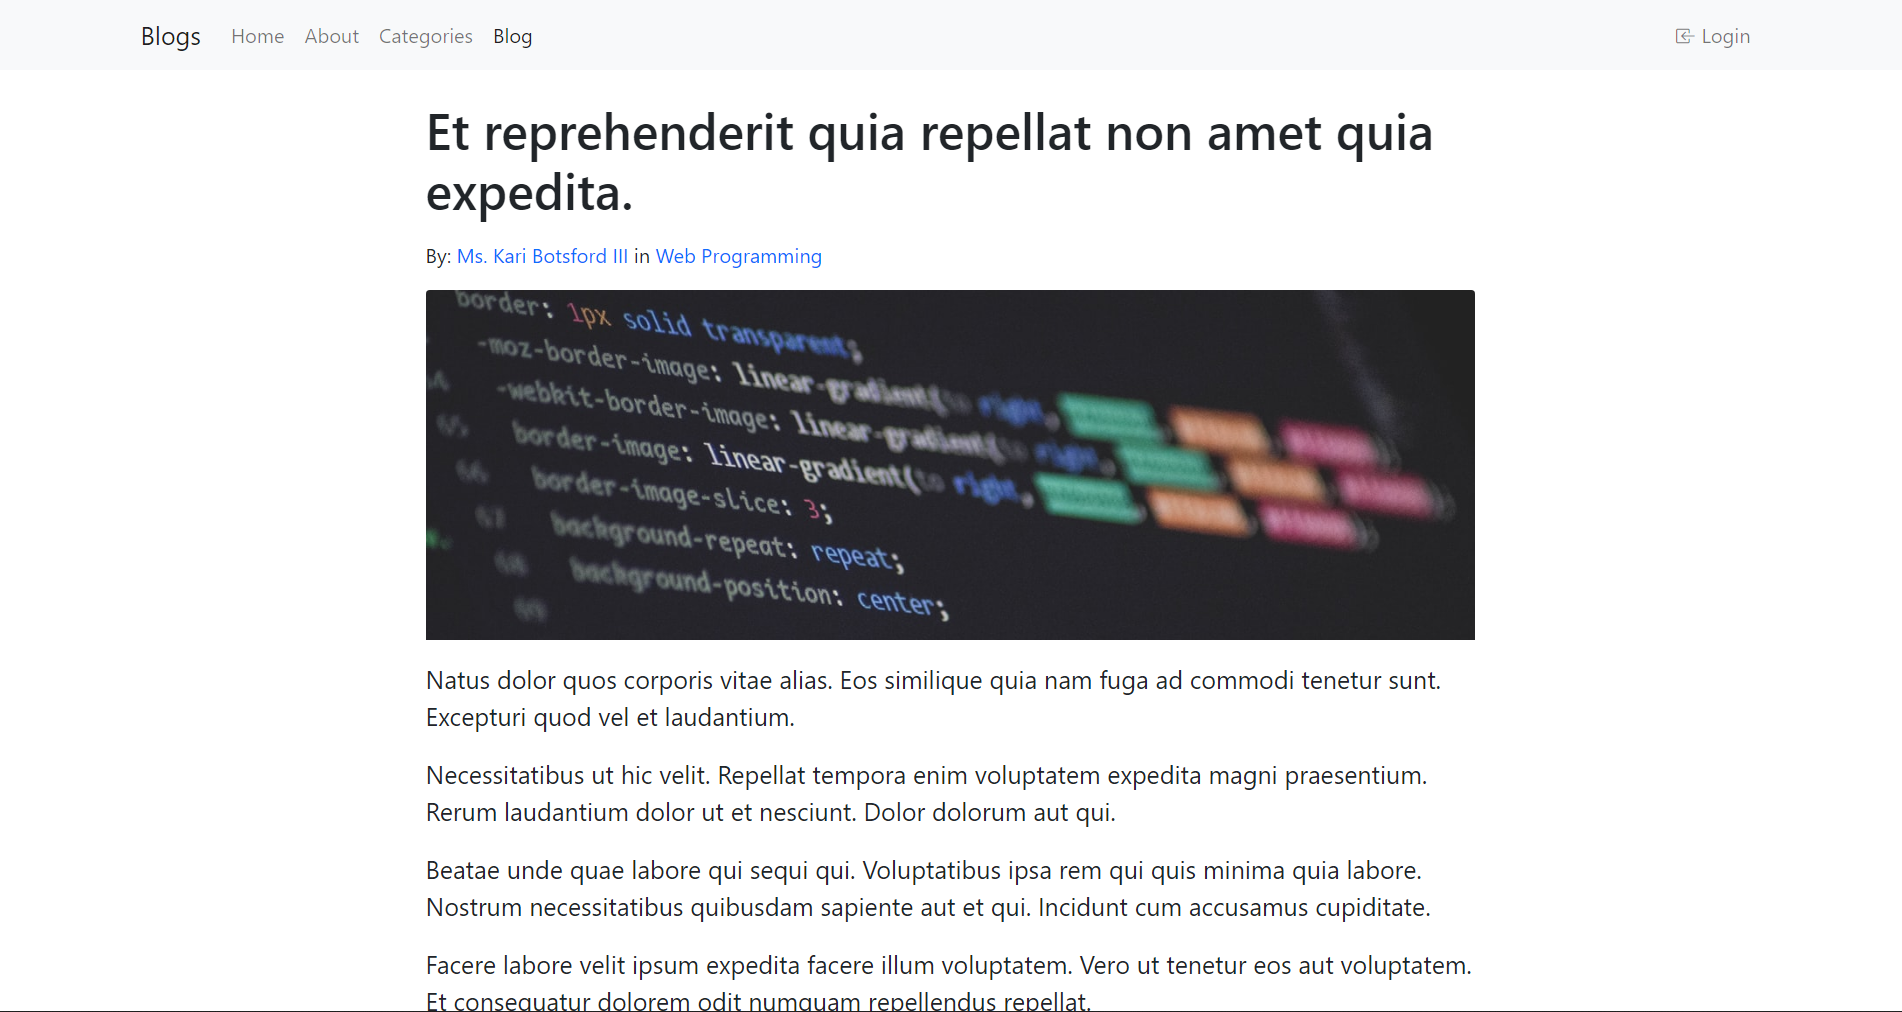 Blogs Home About Categories Blog Login
Et reprehenderit quia repellat non amet quia
expedita.
By: Ms. Kari Botsford III in Web Programming
border: 1px solid transparent;
-moz-border-image: linear-gradient(to right,
64 -webkit-border-image: linear-gradient(to right,
65 border-image: linear-gradient(to right,
66 border-image-slice: 3;
67 background-repeat: repeat;
68 background-position: center;
69
Natus dolor quos corporis vitae alias. Eos similique quia nam fuga ad commodi tenetur sunt.
Excepturi quod vel et laudantium.
Necessitatibus ut hic velit. Repellat tempora enim voluptatem expedita magni praesentium.
Rerum laudantium dolor ut et nesciunt. Dolor dolorum aut qui.
Beatae unde quae labore qui sequi qui. Voluptatibus ipsa rem qui quis minima quia labore.
Nostrum necessitatibus quibusdam sapiente aut et qui. Incidunt cum accusamus cupiditate.
Facere labore velit ipsum expedita facere illum voluptatem. Vero ut tenetur eos aut voluptatem.
Et consequatur dolorem odit numquam repellendus repellat.